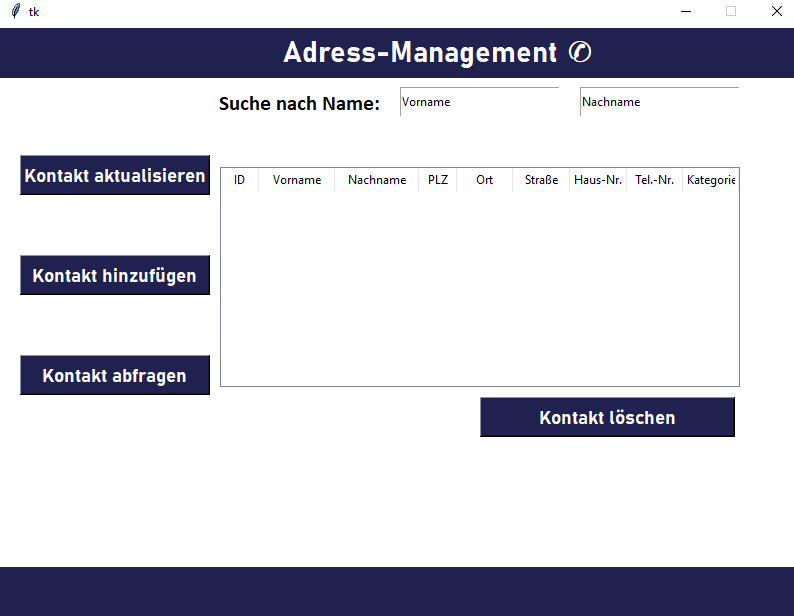 tk
Adress-Management ✆
Suche nach Name: Vorname Nachname
Kontakt aktualisieren
ID Vorname Nachname PLZ Ort Straße Haus-Nr. Tel.-Nr. Kategorie
Kontakt hinzufügen
Kontakt abfragen
Kontakt löschen